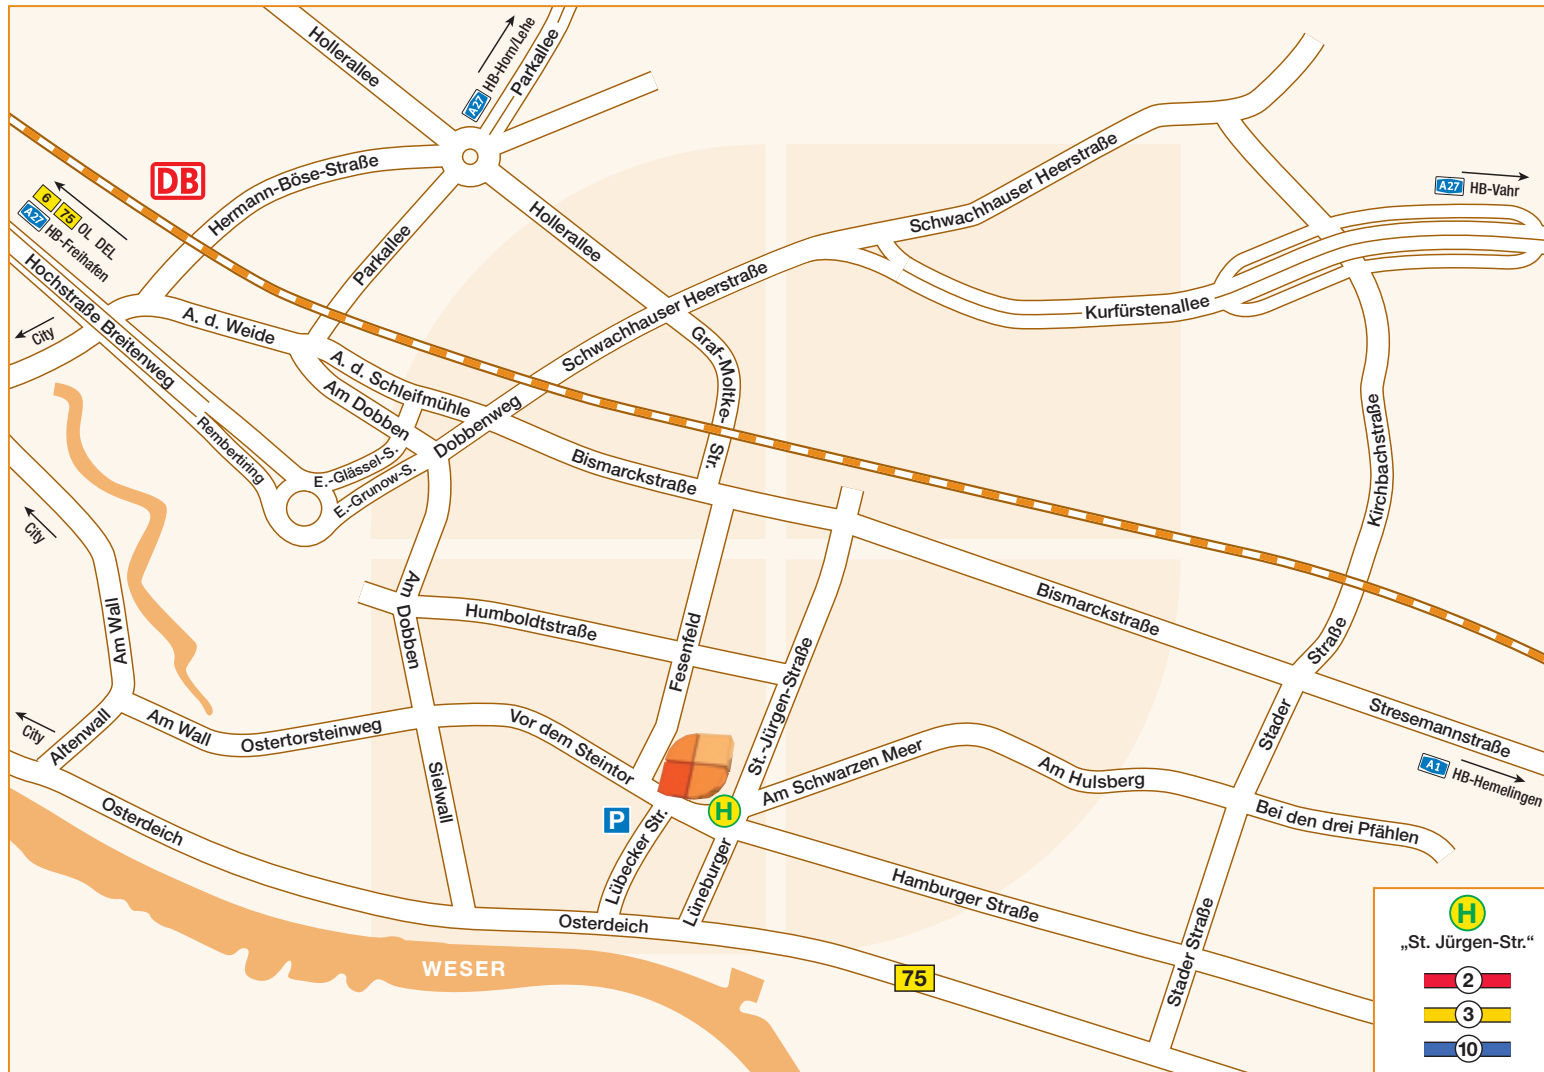 Hollerallee
A27 HB-Horn/Lehe
Parkallee
DB
Hermann-Böse-Straße
6 75 OL DEL
A27 HB-Freihafen
Parkallee
Hollerallee
Schwachhauser Heerstraße
A27 HB-Vahr
Hochstraße Breitenweg
City
A. d. Weide
Schwachhauser Heerstraße
Kurfürstenallee
A. d. Schleifmühle
Am Dobben
Graf-Moltke-
Str.
Dobbenweg
Rembertiring
E.-Glässel-S.
E.-Grunow-S.
Bismarckstraße
Kirchbachstraße
City
Am Wall
Am Dobben
Humboldtstraße
Fesenfeld
St.-Jürgen-Straße
Bismarckstraße
Straße
Stader
Stresemannstraße
City
Altenwall
Am Wall
Ostertorsteinweg
Vor dem Steintor
Am Schwarzen Meer
Am Hulsberg
A1 HB-Hemelingen
Sielwall
P
H
Bei den drei Pfählen
Osterdeich
Lübecker Str.
Lüneburger
Hamburger Straße
Osterdeich
Stader Straße
WESER
75
H
„St. Jürgen-Str.“
2
3
10